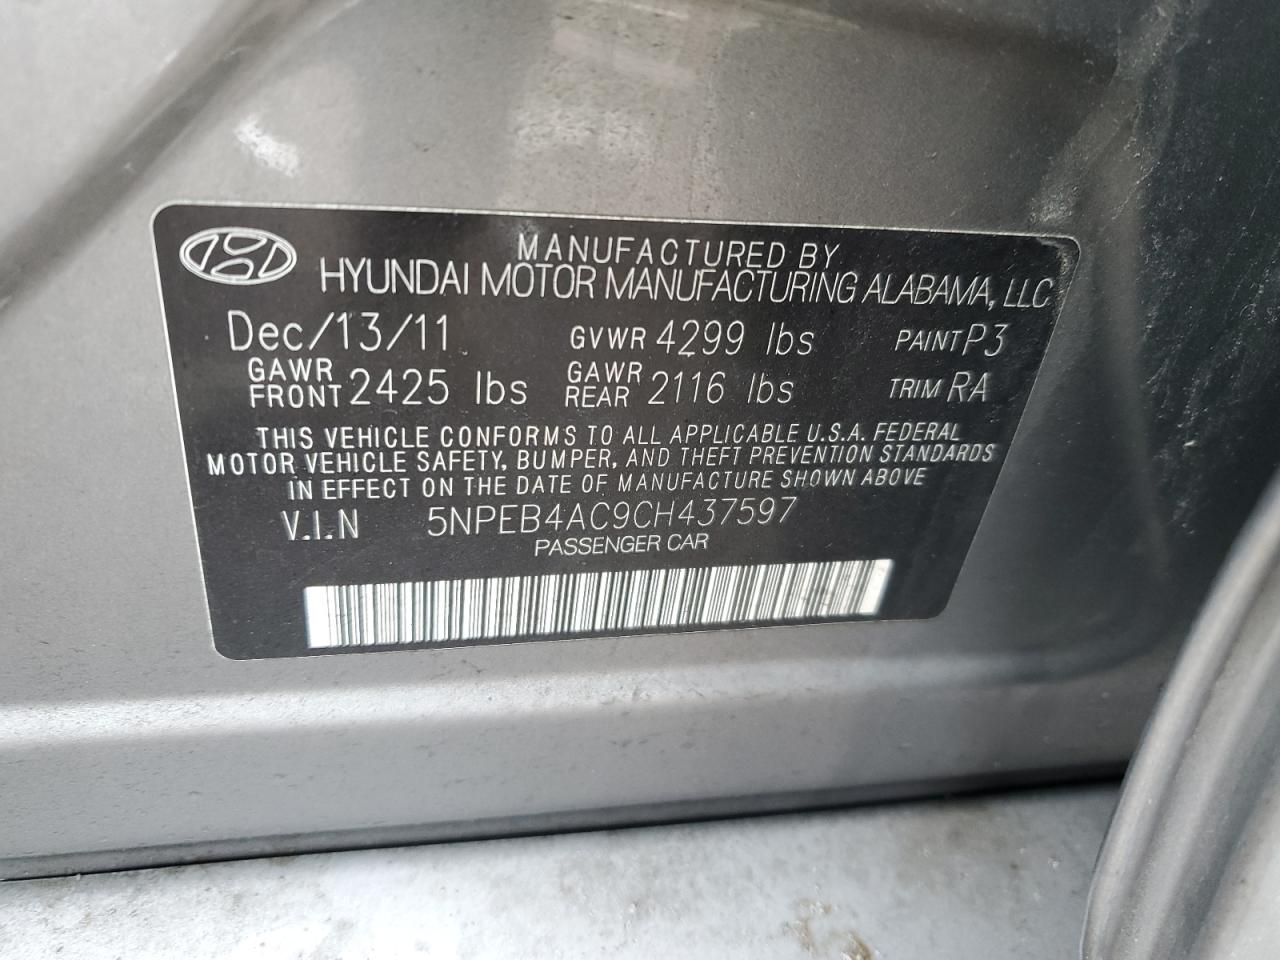 MANUFACTURED BY
HYUNDAI MOTOR MANUFACTURING ALABAMA, LLC
Dec/13/11 GVWR 4299 lbs PAINT P3
GAWR FRONT 2425 lbs GAWR REAR 2116 lbs TRIM RA
THIS VEHICLE CONFORMS TO ALL APPLICABLE U.S.A. FEDERAL
MOTOR VEHICLE SAFETY, BUMPER, AND THEFT PREVENTION STANDARDS
IN EFFECT ON THE DATE OF MANUFACTURE SHOWN ABOVE
V.I.N 5NPEB4AC9CH437597
PASSENGER CAR